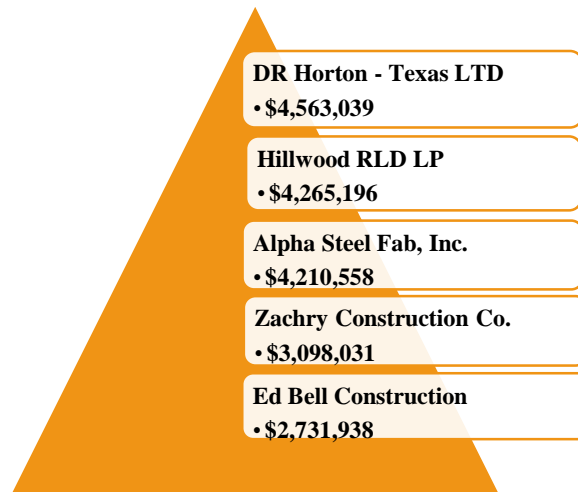 DR Horton - Texas LTD
• $4,563,039
Hillwood RLD LP
• $4,265,196
Alpha Steel Fab, Inc.
• $4,210,558
Zachry Construction Co.
• $3,098,031
Ed Bell Construction
• $2,731,938